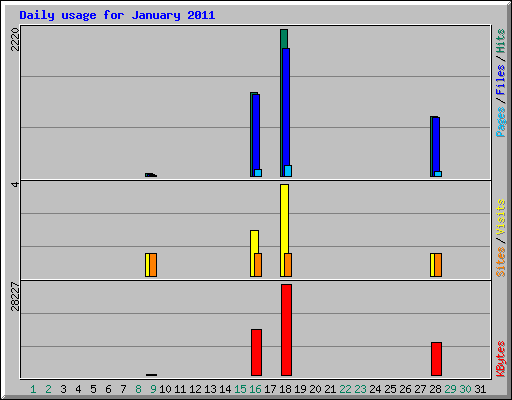 Daily usage for January 2011
2220
Pages/Files/Hits
4
Sites/Visits
28227
KBytes
1 2 3 4 5 6 7 8 9 10 11 12 13 14 15 16 17 18 19 20 21 22 23 24 25 26 27 28 29 30 31